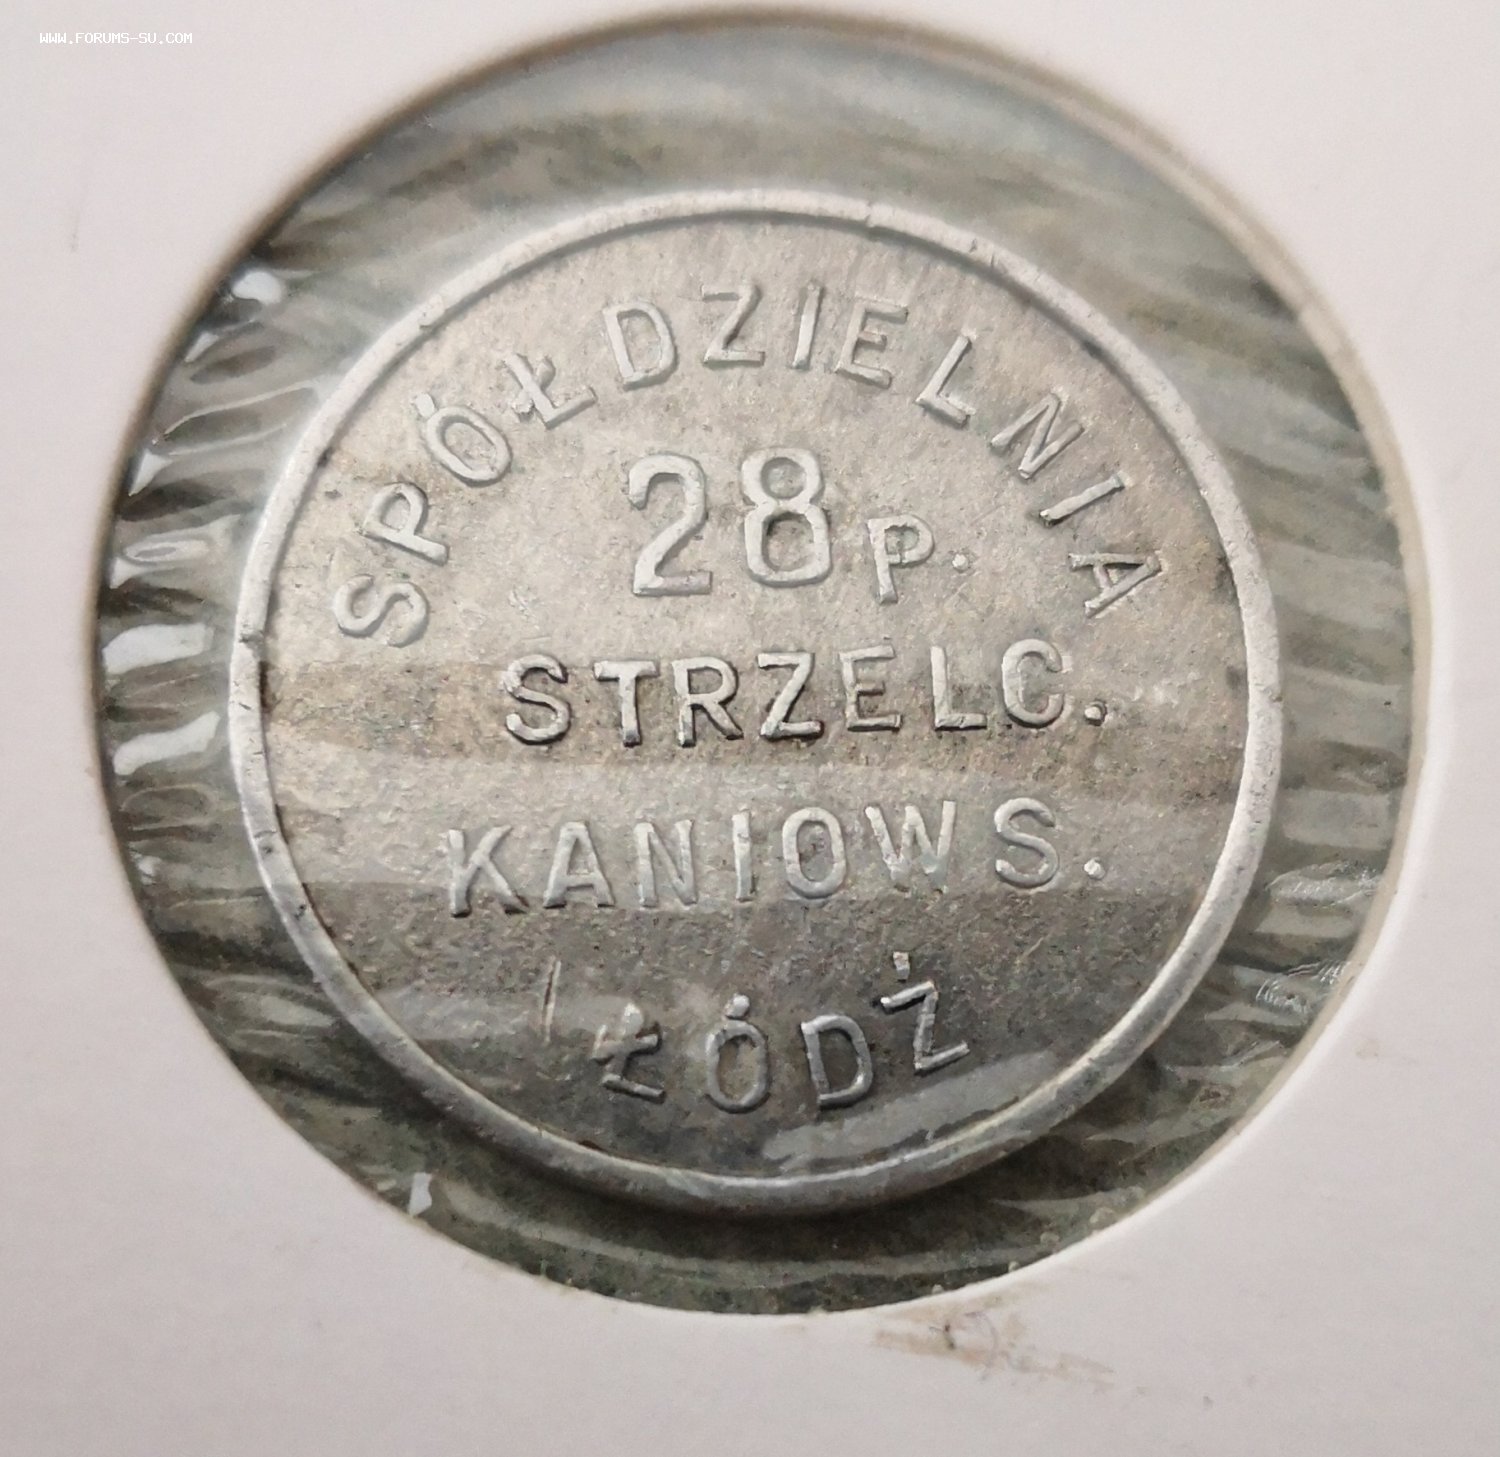 WWW.FORUMS-SU.COM
SPÓŁDZIELNIA
28 P.
STRZELC.
KANIOWS.
ŁÓDŹ